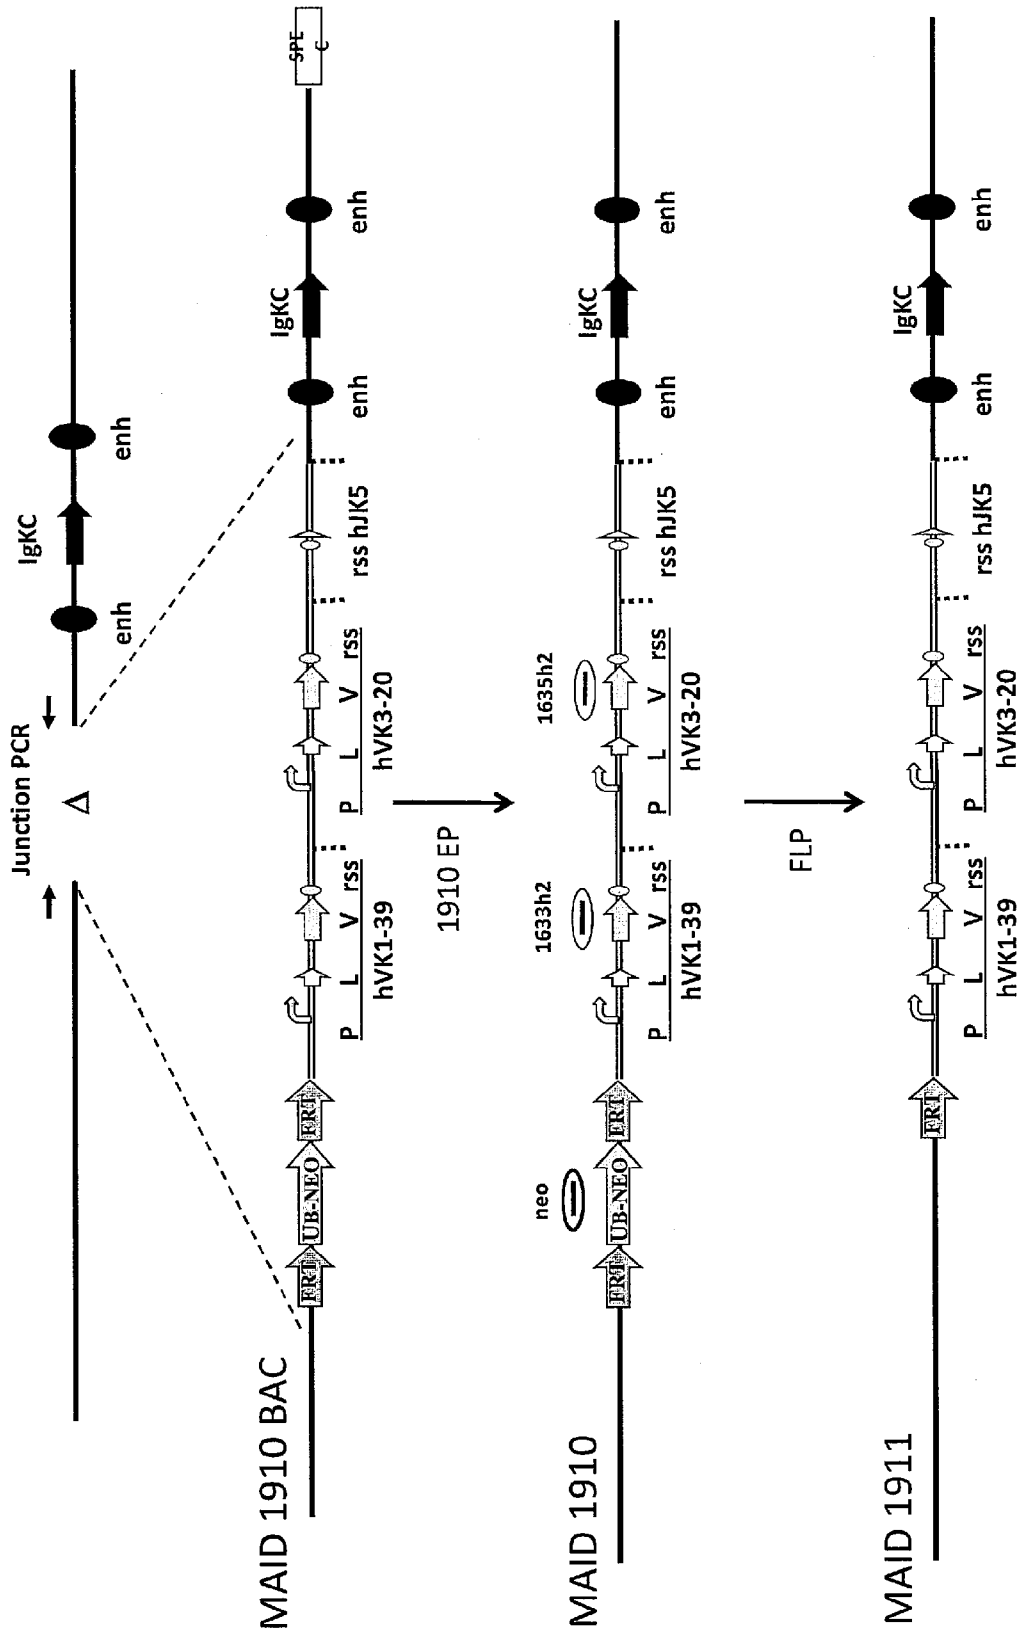 Junction PCR
Δ
enh
IgKC
enh
MAID 1910 BAC
FRT
UB-NEO
FRT
P L V rss
hVK1-39
P L V rss
hVK3-20
rss hJK5
enh
IgKC
enh
SPE
C
1910 EP
MAID 1910
neo
FRT
UB-NEO
FRT
1633h2
P L V rss
hVK1-39
1635h2
P L V rss
hVK3-20
rss hJK5
enh
IgKC
enh
FLP
MAID 1911
FRT
P L V rss
hVK1-39
P L V rss
hVK3-20
rss hJK5
enh
IgKC
enh